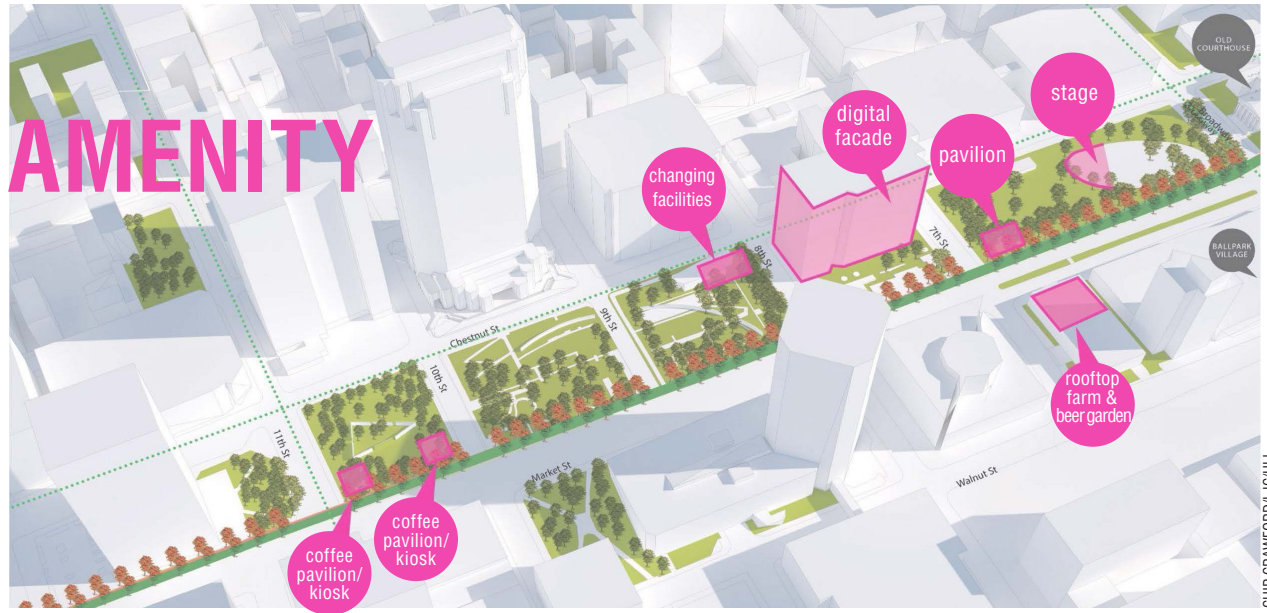 AMENITY
OLD
COURTHOUSE
stage
Broadway
digital
facade
pavilion
changing
facilities
BALLPARK
VILLAGE
7th St
8th St
9th St
Chestnut St
10th St
rooftop
farm &
beer garden
11th St
Market St
Walnut St
coffee
pavilion/
kiosk
coffee
pavilion/
kiosk